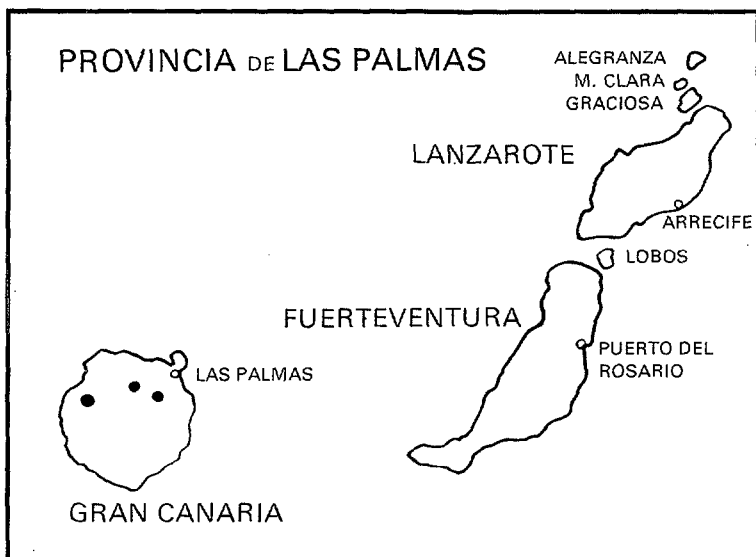 PROVINCIA DE LAS PALMAS
ALEGRANZA
M. CLARA
GRACIOSA
LANZAROTE
ARRECIFE
LOBOS
FUERTEVENTURA
PUERTO DEL
ROSARIO
LAS PALMAS
GRAN CANARIA